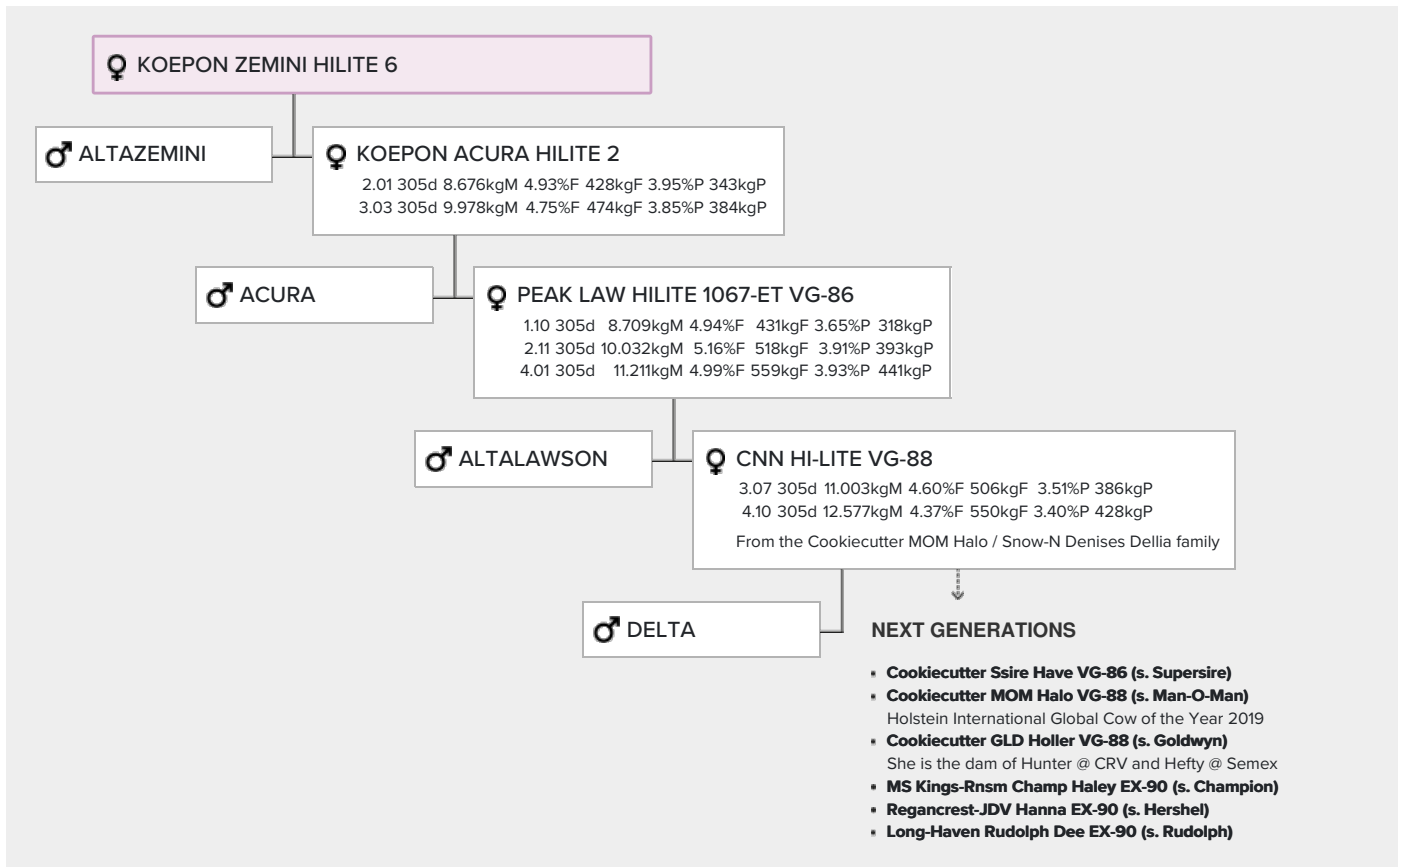 KOEPON ZEMINI HILITE 6
ALTAZEMINI
KOEPON ACURA HILITE 2
2.01 305d 8.676kgM 4.93%F 428kgF 3.95%P 343kgP
3.03 305d 9.978kgM 4.75%F 474kgF 3.85%P 384kgP
ACURA
PEAK LAW HILITE 1067-ET VG-86
1.10 305d 8.709kgM 4.94%F 431kgF 3.65%P 318kgP
2.11 305d 10.032kgM 5.16%F 518kgF 3.91%P 393kgP
4.01 305d 11.211kgM 4.99%F 559kgF 3.93%P 441kgP
ALTALAWSON
CNN HI-LITE VG-88
3.07 305d 11.003kgM 4.60%F 506kgF 3.51%P 386kgP
4.10 305d 12.577kgM 4.37%F 550kgF 3.40%P 428kgP
From the Cookiecutter MOM Halo / Snow-N Denises Dellia family
DELTA
NEXT GENERATIONS
• Cookiecutter Ssire Have VG-86 (s. Supersire)
• Cookiecutter MOM Halo VG-88 (s. Man-O-Man)
Holstein International Global Cow of the Year 2019
• Cookiecutter GLD Holler VG-88 (s. Goldwyn)
She is the dam of Hunter @ CRV and Hefty @ Semex
• MS Kings-Rnsm Champ Haley EX-90 (s. Champion)
• Regancrest-JDV Hanna EX-90 (s. Hershel)
• Long-Haven Rudolph Dee EX-90 (s. Rudolph)